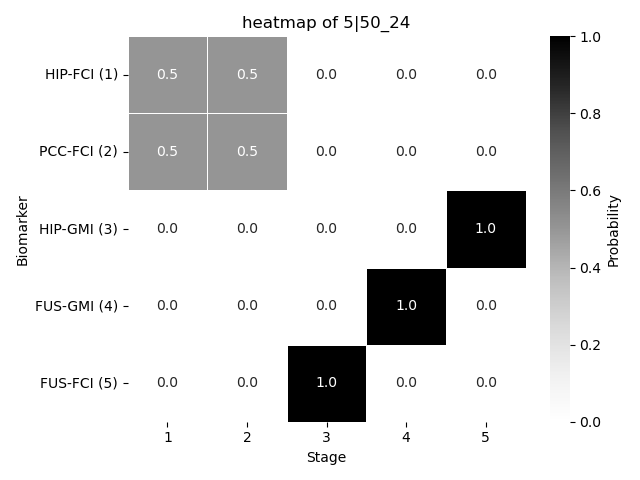 heatmap of 5|50_24
HIP-FCI (1) 0.5 0.5 0.0 0.0 0.0
PCC-FCI (2) 0.5 0.5 0.0 0.0 0.0
HIP-GMI (3) 0.0 0.0 0.0 0.0 1.0
FUS-GMI (4) 0.0 0.0 0.0 1.0 0.0
FUS-FCI (5) 0.0 0.0 1.0 0.0 0.0
1 2 3 4 5
Stage
Biomarker
1.0
0.8
0.6
0.4
0.2
0.0
Probability